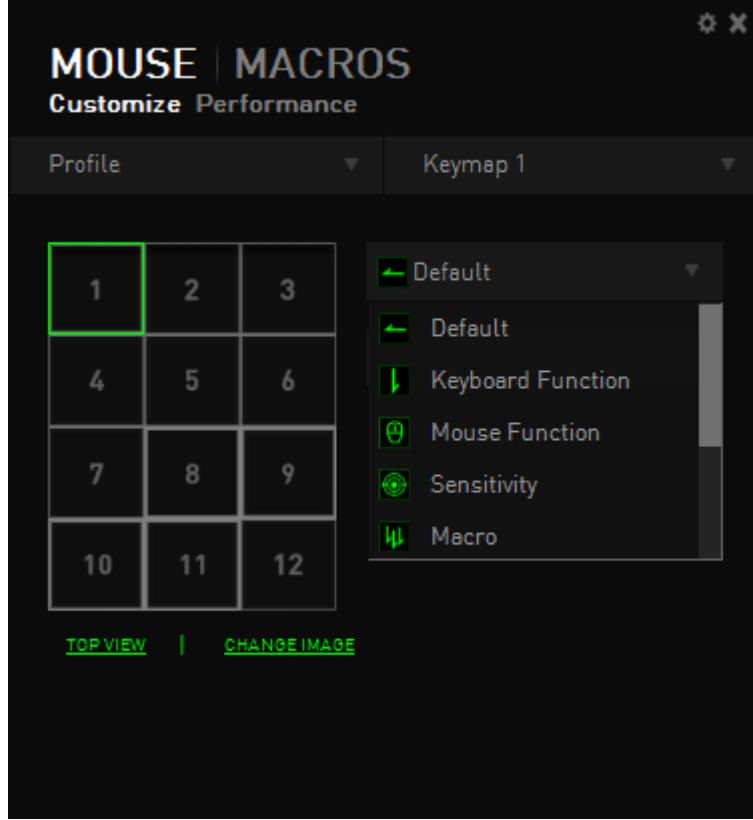 MOUSE | MACROS
Customize Performance
Profile Keymap 1
1 2 3
4 5 6
7 8 9
10 11 12
Default
Default
Keyboard Function
Mouse Function
Sensitivity
Macro
TOP VIEW | CHANGE IMAGE